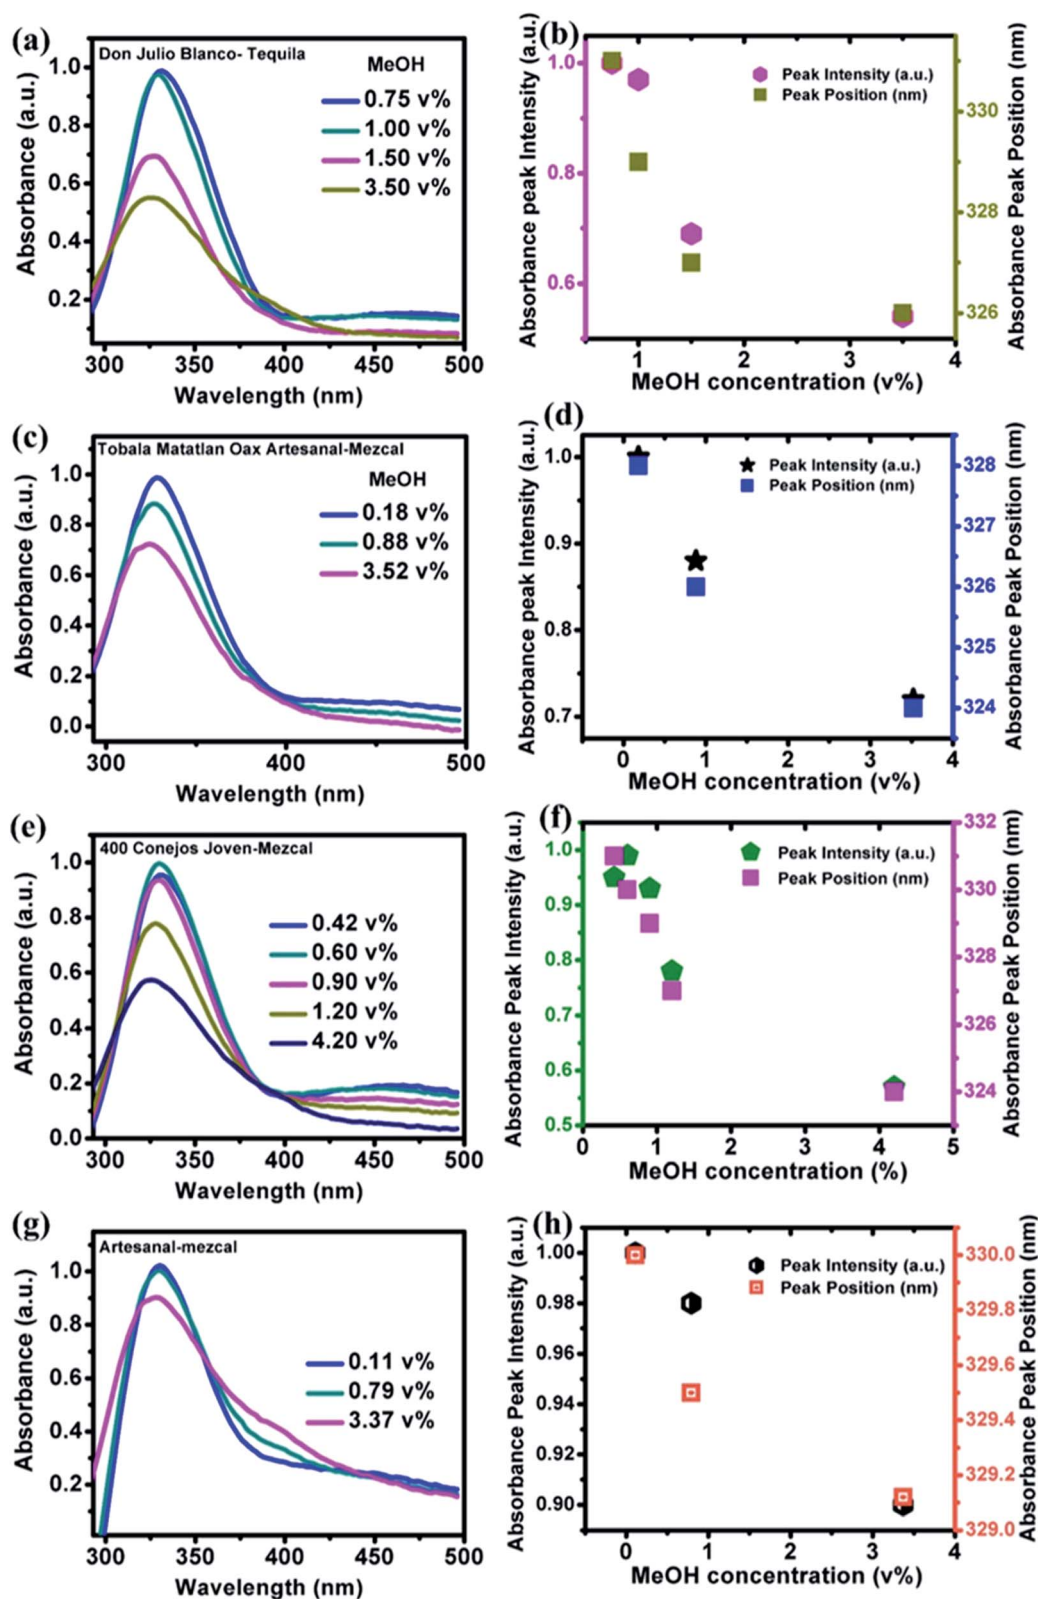 (a)
Don Julio Blanco- Tequila
MeOH
0.75 v%
1.00 v%
1.50 v%
3.50 v%
Absorbance (a.u.)
1.0
0.8
0.6
0.4
0.2
300 350 400 450 500
Wavelength (nm)
(b)
Peak Intensity (a.u.)
Peak Position (nm)
Absorbance peak Intensity (a.u.)
1.0
0.8
0.6
Absorbance Peak Position (nm)
330
328
326
1 2 3 4
MeOH concentration (v%)
(c)
Tobala Matatlan Oax Artesanal-Mezcal
MeOH
0.18 v%
0.88 v%
3.52 v%
Absorbance (a.u.)
1.0
0.8
0.6
0.4
0.2
0.0
300 350 400 450 500
Wavelength (nm)
(d)
Peak Intensity (a.u.)
Peak Position (nm)
Absorbance peak Intensity (a.u.)
1.0
0.9
0.8
0.7
Absorbance Peak Position (nm)
328
327
326
325
324
0 1 2 3 4
MeOH concentration (v%)
(e)
400 Conejos Joven-Mezcal
0.42 v%
0.60 v%
0.90 v%
1.20 v%
4.20 v%
Absorbance (a.u.)
1.0
0.8
0.6
0.4
0.2
0.0
300 350 400 450 500
Wavelength (nm)
(f)
Peak Intensity (a.u.)
Peak Position (nm)
Absorbance Peak Intensity (a.u.)
1.0
0.9
0.8
0.7
0.6
0.5
Absorbance Peak Position (nm)
332
330
328
326
324
0 1 2 3 4 5
MeOH concentration (%)
(g)
Artesanal-mezcal
0.11 v%
0.79 v%
3.37 v%
Absorbance (a.u.)
1.0
0.8
0.6
0.4
0.2
300 350 400 450 500
Wavelength (nm)
(h)
Peak Intensity (a.u.)
Peak Position (nm)
Absorbance Peak Intensity (a.u.)
1.00
0.98
0.96
0.94
0.92
0.90
Absorbance Peak Position (nm)
330.0
329.8
329.6
329.4
329.2
329.0
0 1 2 3 4
MeOH concentration (v%)